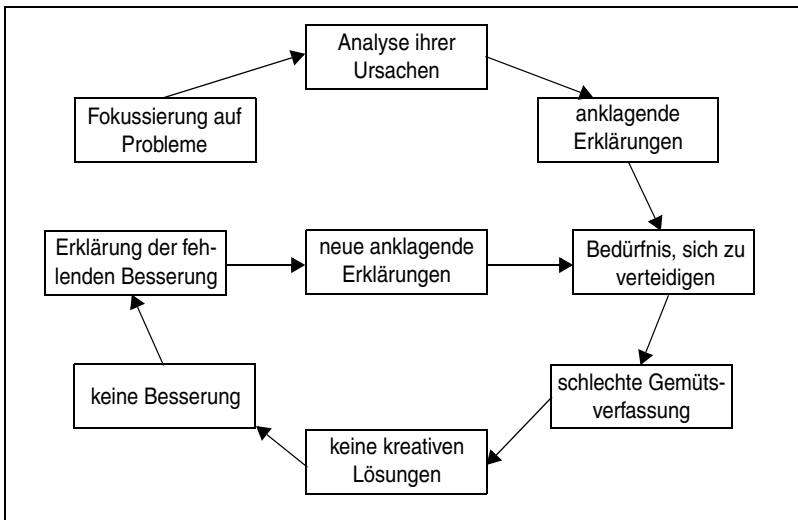 Analyse ihrer
Ursachen
Fokussierung auf
Probleme
anklagende
Erklärungen
Erklärung der feh-
lenden Besserung
neue anklagende
Erklärungen
Bedürfnis, sich zu
verteidigen
keine Besserung
schlechte Gemüts-
verfassung
keine kreativen
Lösungen